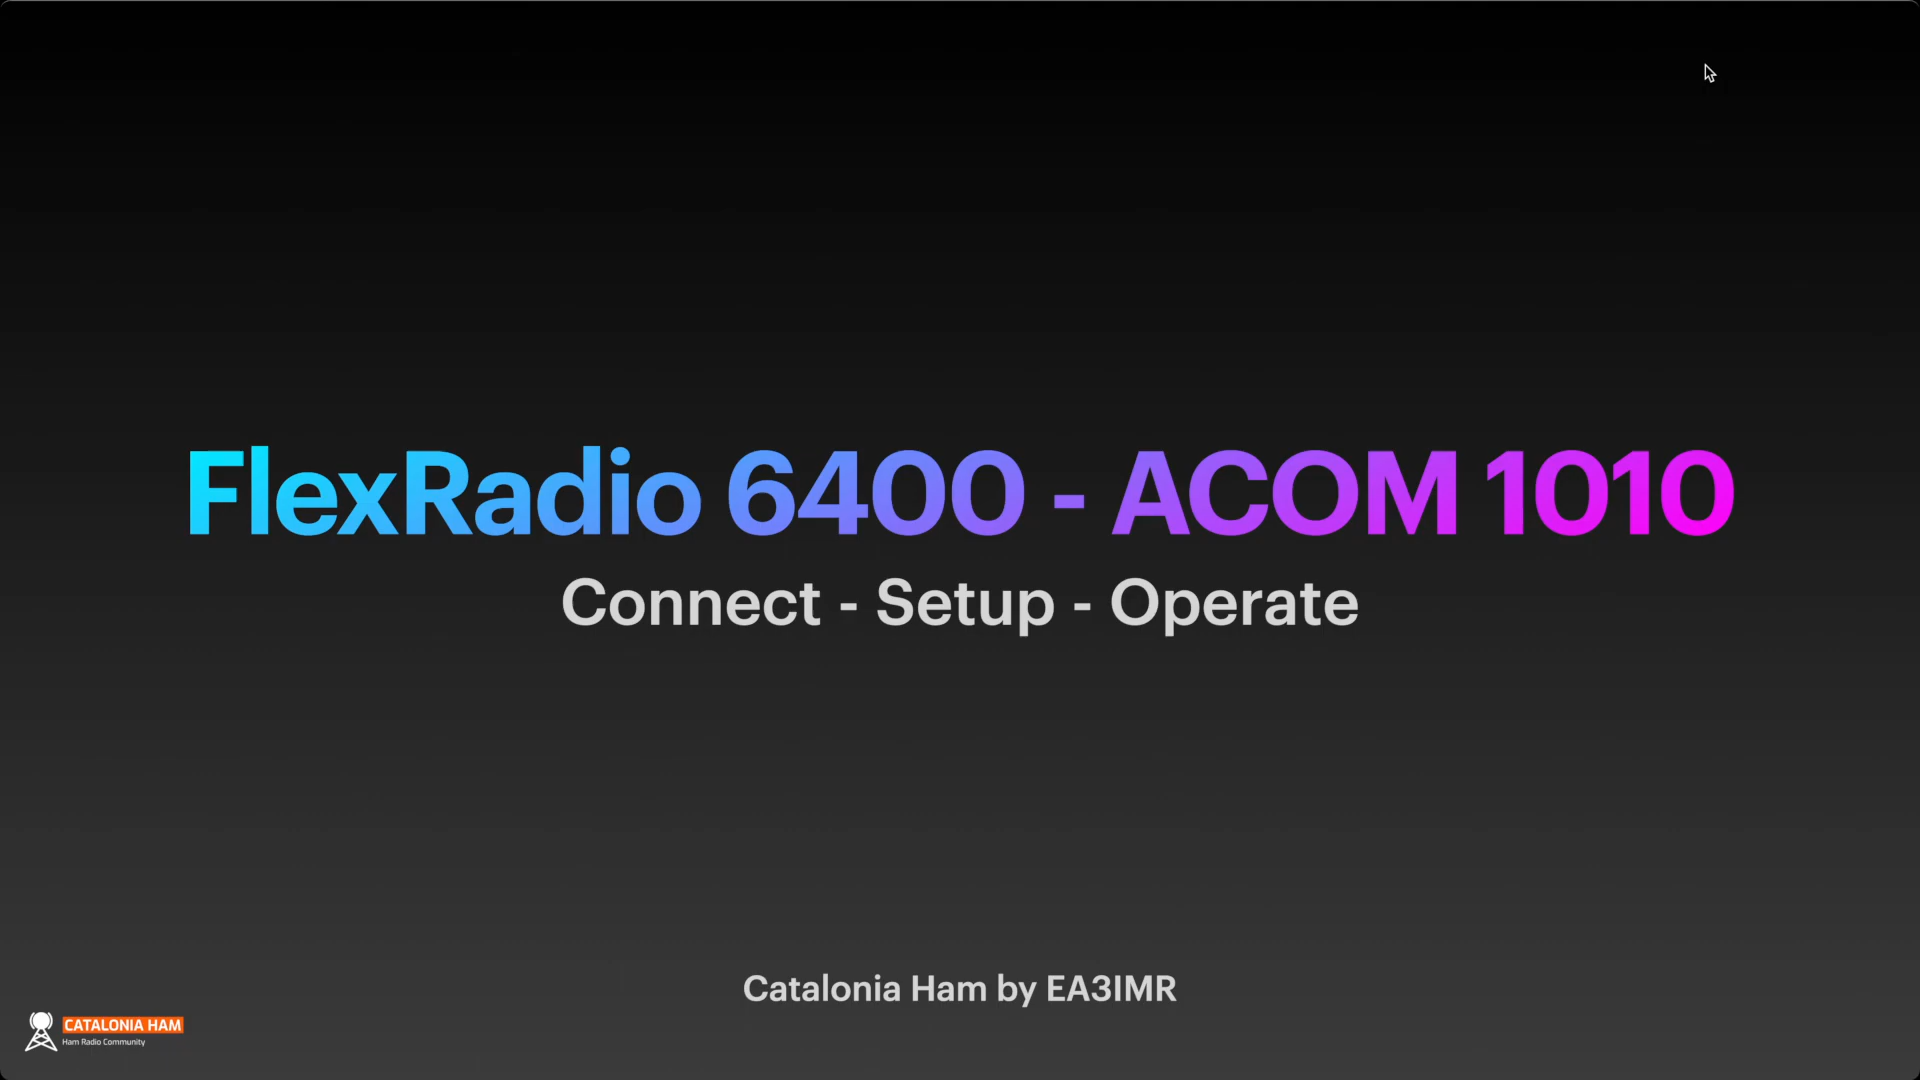 FlexRadio 6400 - ACOM 1010
Connect - Setup - Operate
Catalonia Ham by EA3IMR
CATALONIA HAM
Ham Radio Community